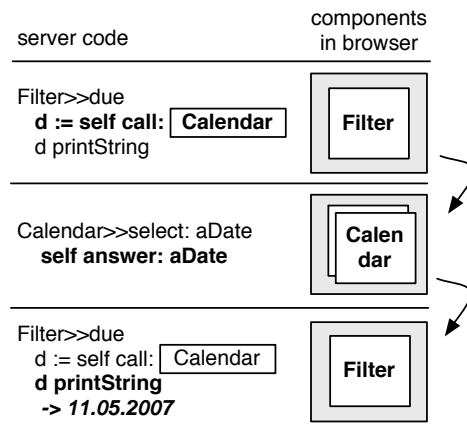 server code
components
in browser
Filter>>due
d := self call: Calendar
d printString
Filter
Calendar>>select: aDate
self answer: aDate
Calen
dar
Filter>>due
d := self call: Calendar
d printString
-> 11.05.2007
Filter